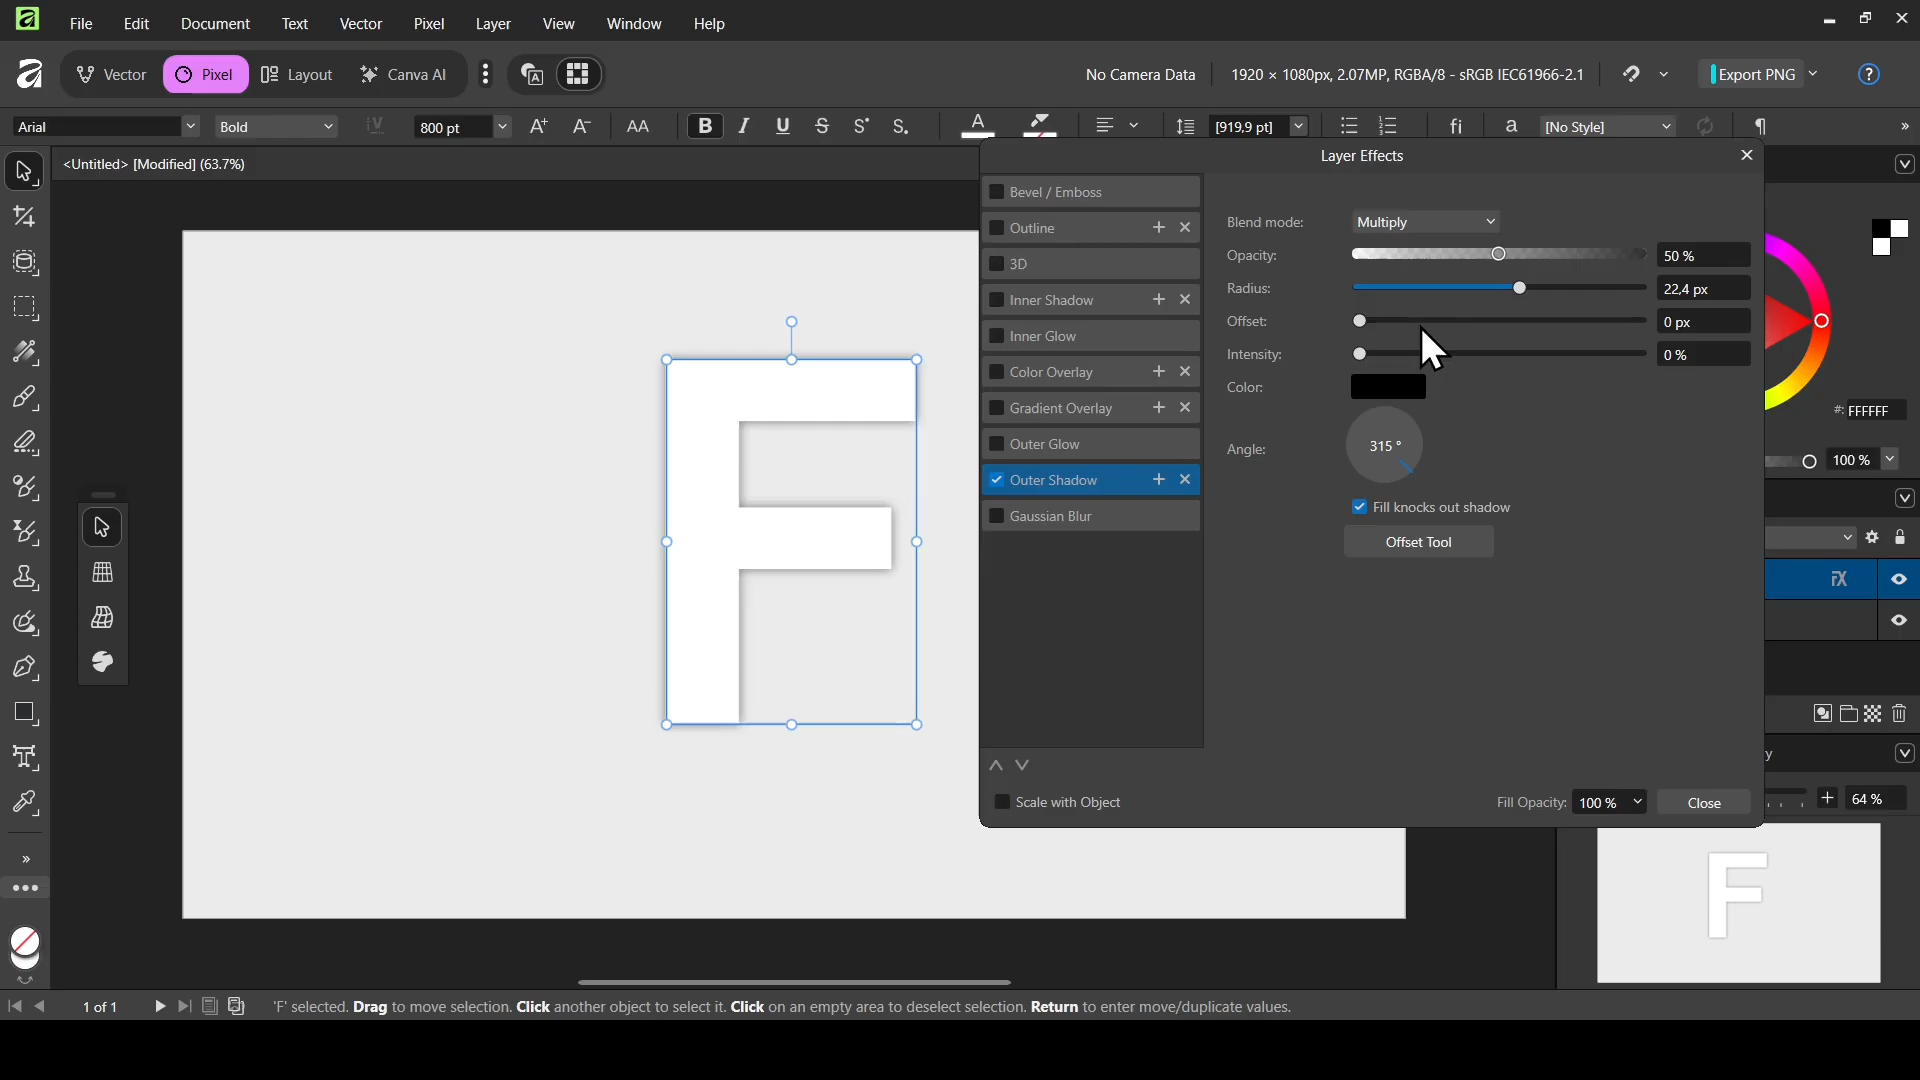 File Edit Document Text Vector Pixel Layer View Window Help
Vector Pixel Layout Canva AI No Camera Data 1920 × 1080px, 2.07MP, RGBA/8 - sRGB IEC61966-2.1 Export PNG ?
Arial Bold 800 pt A+ A- AA B I U S S S A [919,9 pt] fi a [No Style] ¶ »
<Untitled> [Modified] (63.7%)
Layer Effects
Bevel / Emboss
Outline
3D
Inner Shadow
Inner Glow
Color Overlay
Gradient Overlay
Outer Glow
Outer Shadow
Gaussian Blur
Blend mode: Multiply
Opacity: 50 %
Radius: 22,4 px
Offset: 0 px
Intensity: 0 %
Color:
Angle: 315 °
Fill knocks out shadow
Offset Tool
Scale with Object
Fill Opacity: 100 % Close
F
#: FFFFFF
100 %
FX
y
64 %
F
1 of 1 'F' selected. Drag to move selection. Click another object to select it. Click on an empty area to deselect selection. Return to enter move/duplicate values.